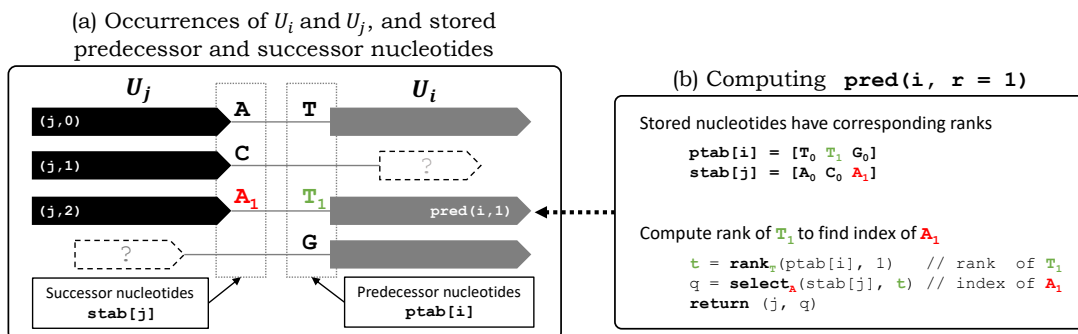 (a) Occurrences of U_i and U_j, and stored
predecessor and successor nucleotides
U_j
A
T
U_i
(j,0)
(j,1)
C
?
(j,2)
A_1
T_1
pred(i,1)
?
G
Successor nucleotides
stab[j]
Predecessor nucleotides
ptab[i]
(b) Computing pred(i, r = 1)
Stored nucleotides have corresponding ranks
ptab[i] = [T_0 T_1 G_0]
stab[j] = [A_0 C_0 A_1]
Compute rank of T_1 to find index of A_1
t = rank_T(ptab[i], 1) // rank of T_1
q = select_A(stab[j], t) // index of A_1
return (j, q)